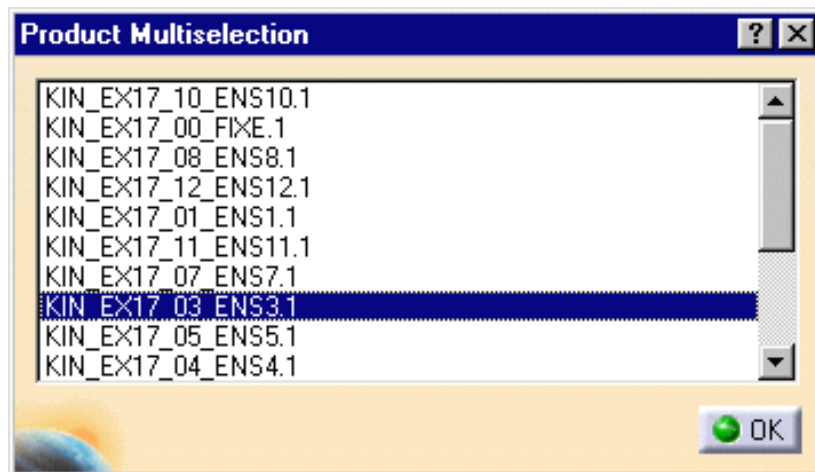 Product Multiselection
KIN_EX17_10_ENS10.1
KIN_EX17_00_FIXE.1
KIN_EX17_08_ENS8.1
KIN_EX17_12_ENS12.1
KIN_EX17_01_ENS1.1
KIN_EX17_11_ENS11.1
KIN_EX17_07_ENS7.1
KIN_EX17_03_ENS3.1
KIN_EX17_05_ENS5.1
KIN_EX17_04_ENS4.1
OK